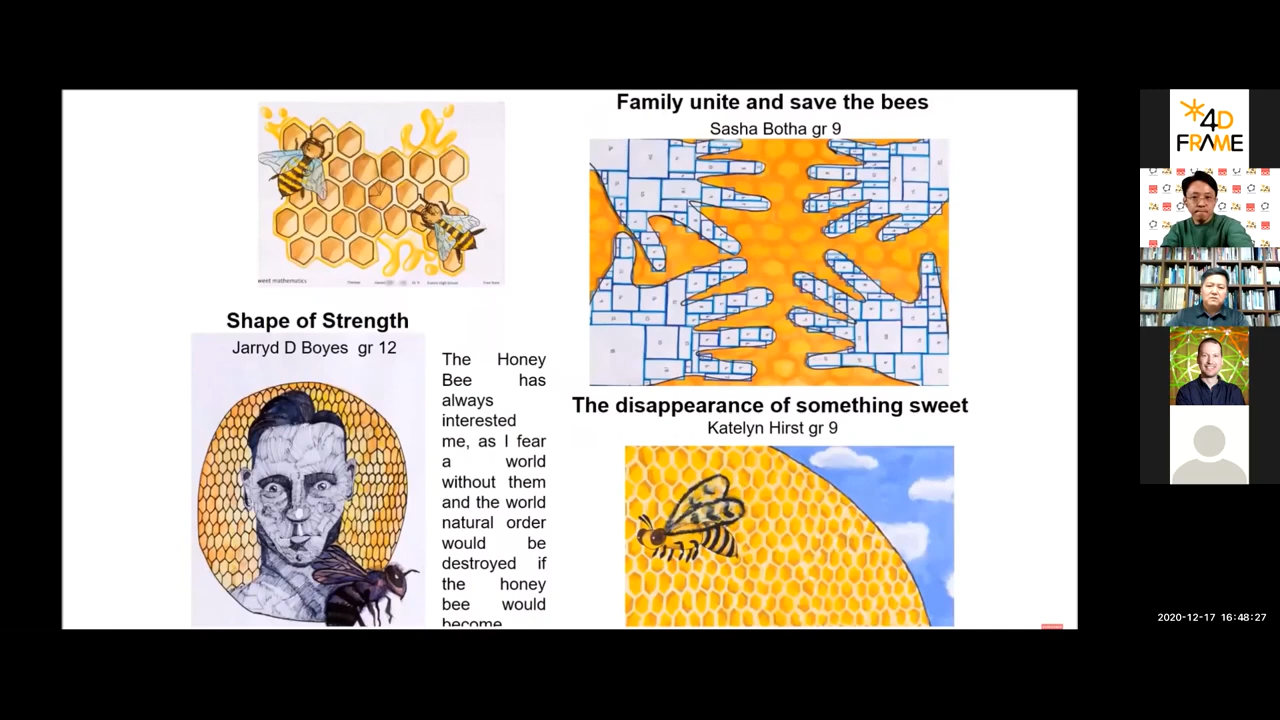 weet mathematics
Shape of Strength
Jarryd D Boyes gr 12
The Honey
Bee has
always
interested
me, as I fear
a world
without them
and the world
natural order
would be
destroyed if
the honey
bee would
become
Family unite and save the bees
Sasha Botha gr 9
The disappearance of something sweet
Katelyn Hirst gr 9
4D
FRAME
2020-12-17 16:48:27